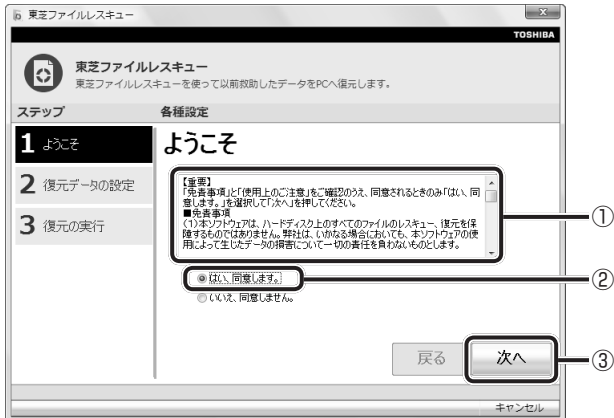 東芝ファイルレスキュー
TOSHIBA
東芝ファイルレスキュー
東芝ファイルレスキューを使って以前救助したデータをPCへ復元します。
ステップ
各種設定
1 ようこそ
2 復元データの設定
3 復元の実行
ようこそ
【重要】
「免責事項」と「使用上のご注意」をご確認のうえ、同意されるときのみ「はい、同
意します。」を選択して「次へ」を押してください。
■免責事項
(1)本ソフトウェアは、ハードディスク上のすべてのファイルのレスキュー、復元を保
障するものではありません。弊社は、いかなる場合においても、本ソフトウェアの使
用によって生じたデータの損害について一切の責任を負わないものとします。
①
はい、同意します。
②
いいえ、同意しません。
戻る
次へ
③
キャンセル